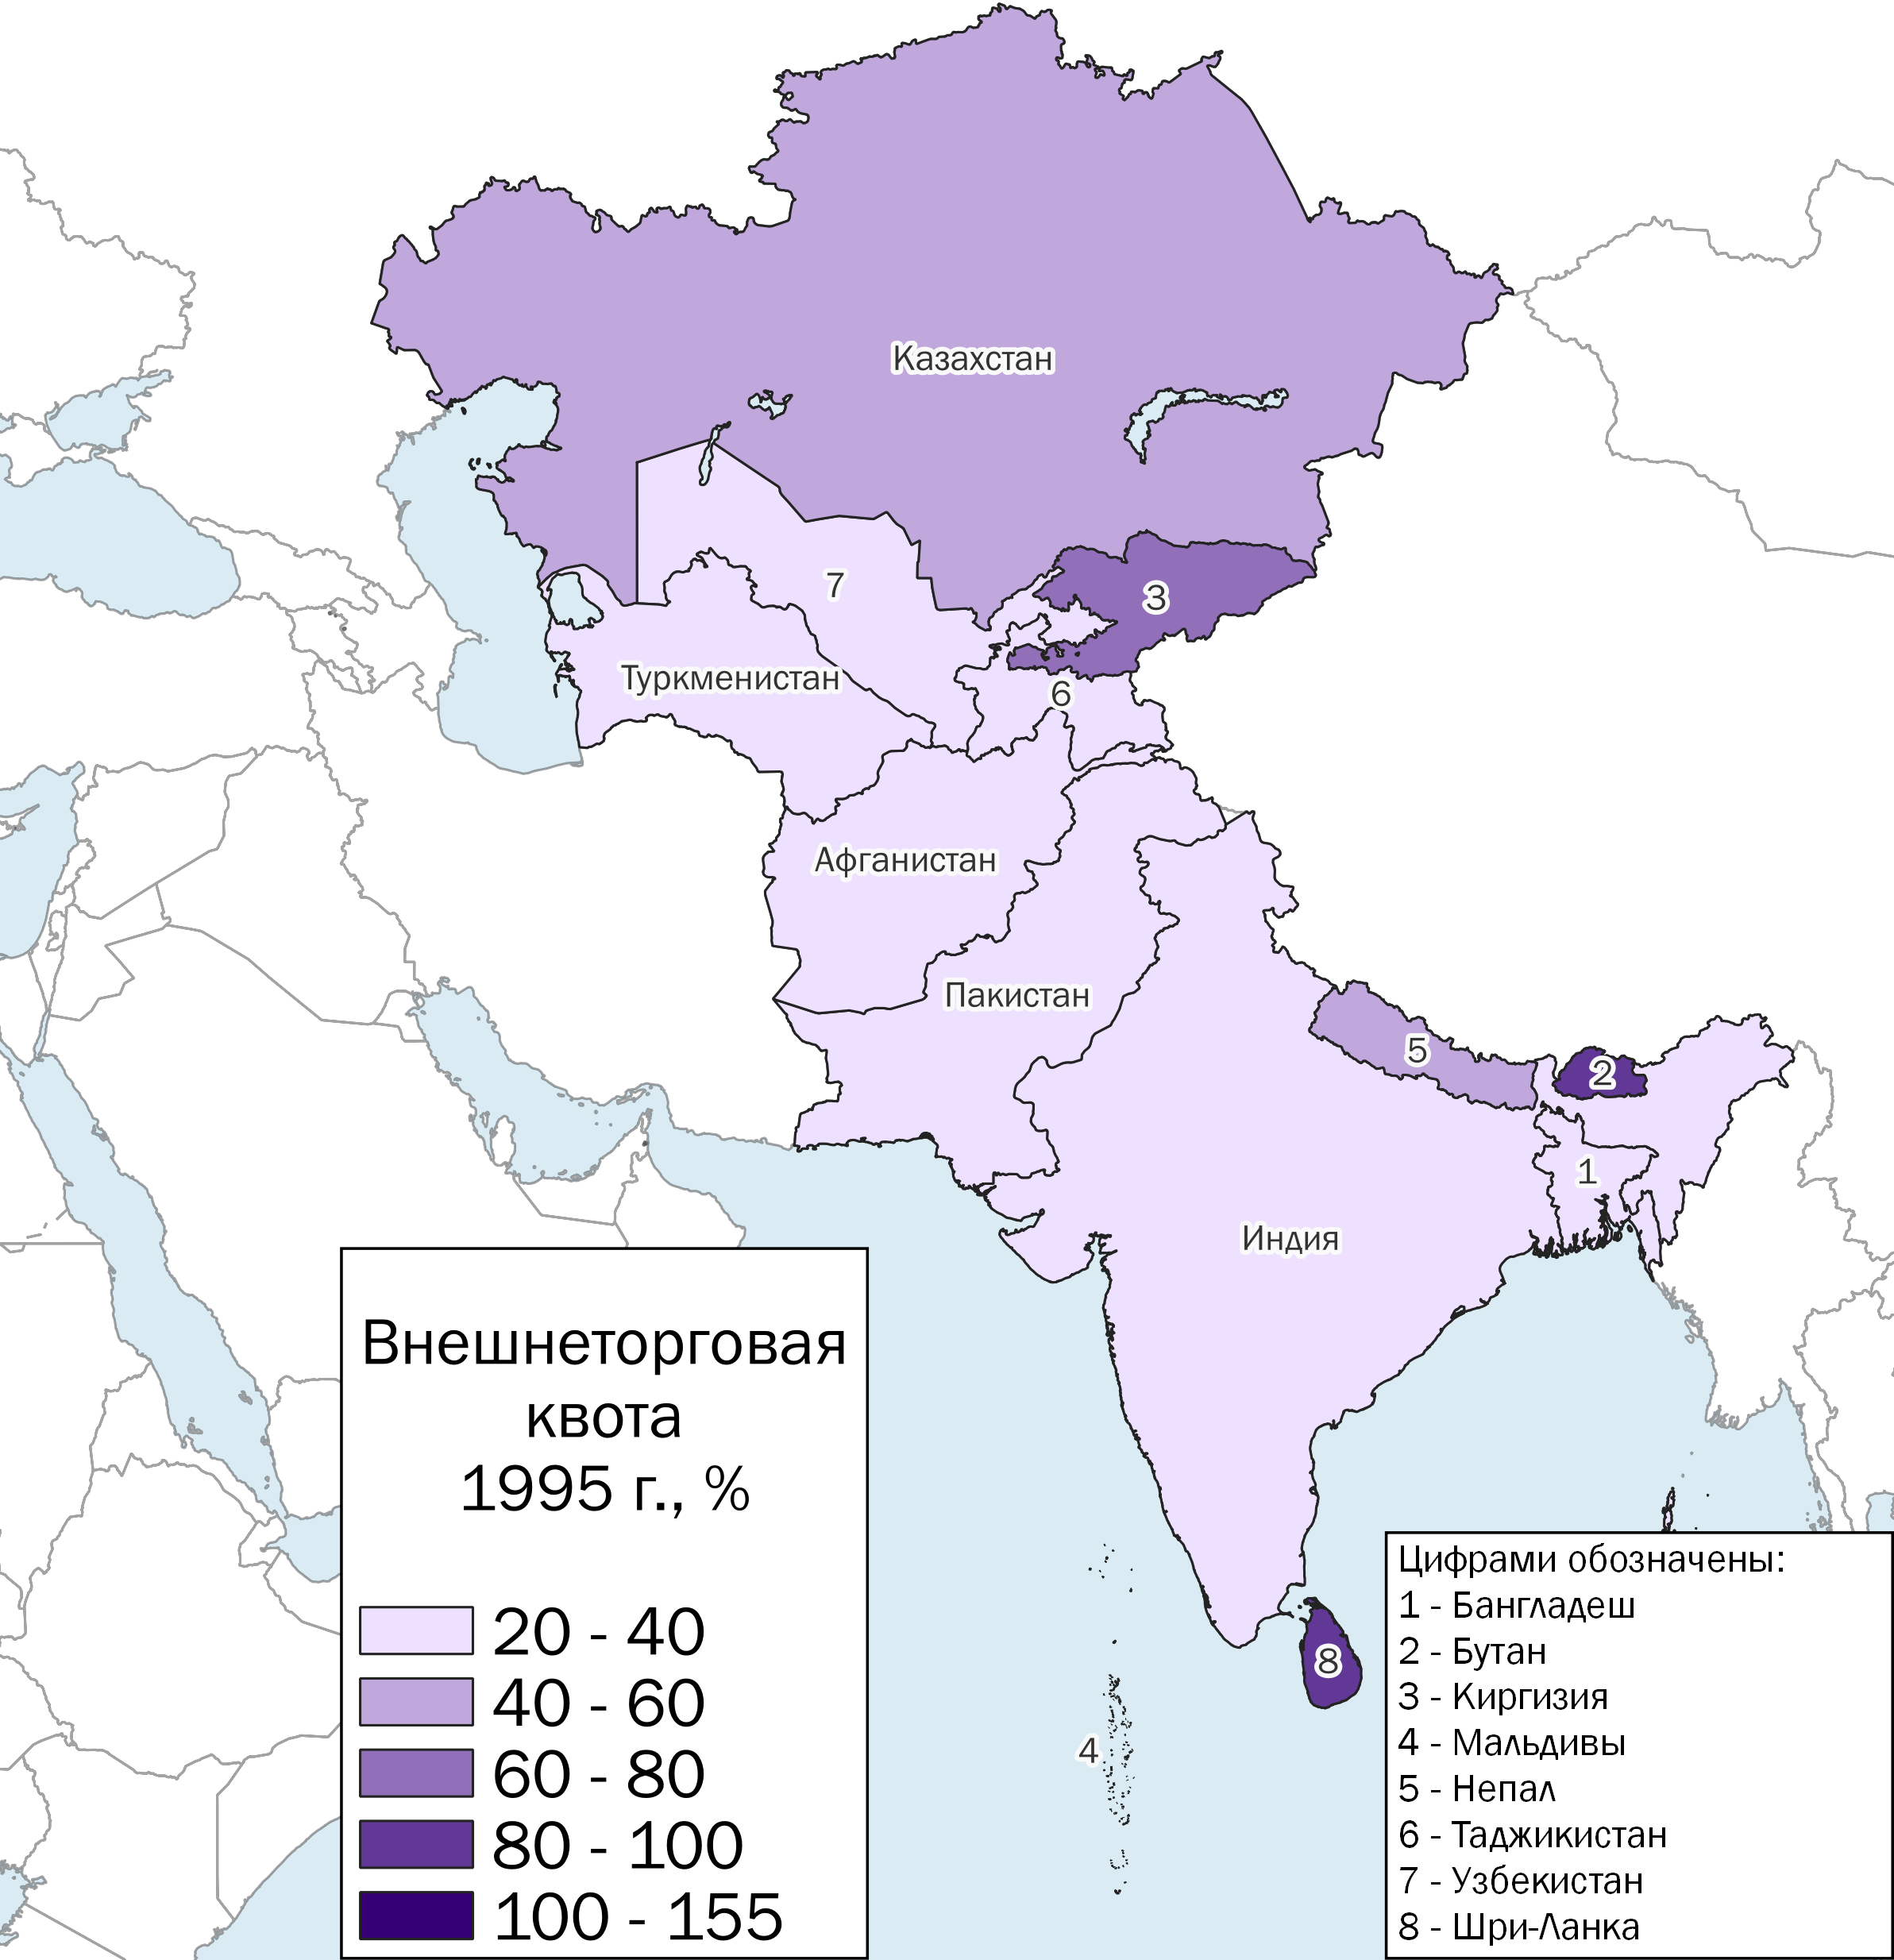 Казахстан
7
3
Туркменистан
6
Афганистан
Пакистан
5
2
1
Индия
8
4
Внешнеторговая
квота
1995 г., %
20 - 40
40 - 60
60 - 80
80 - 100
100 - 155
Цифрами обозначены:
1 - Бангладеш
2 - Бутан
3 - Киргизия
4 - Мальдивы
5 - Непал
6 - Таджикистан
7 - Узбекистан
8 - Шри-Ланка